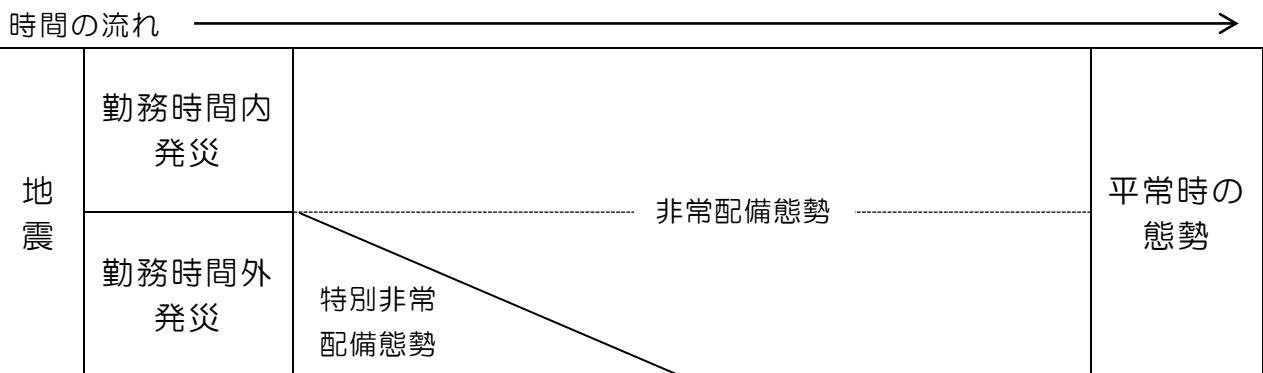 時間の流れ
地
震
勤務時間内
発災
勤務時間外
発災
非常配備態勢
特別非常
配備態勢
平常時の
態勢